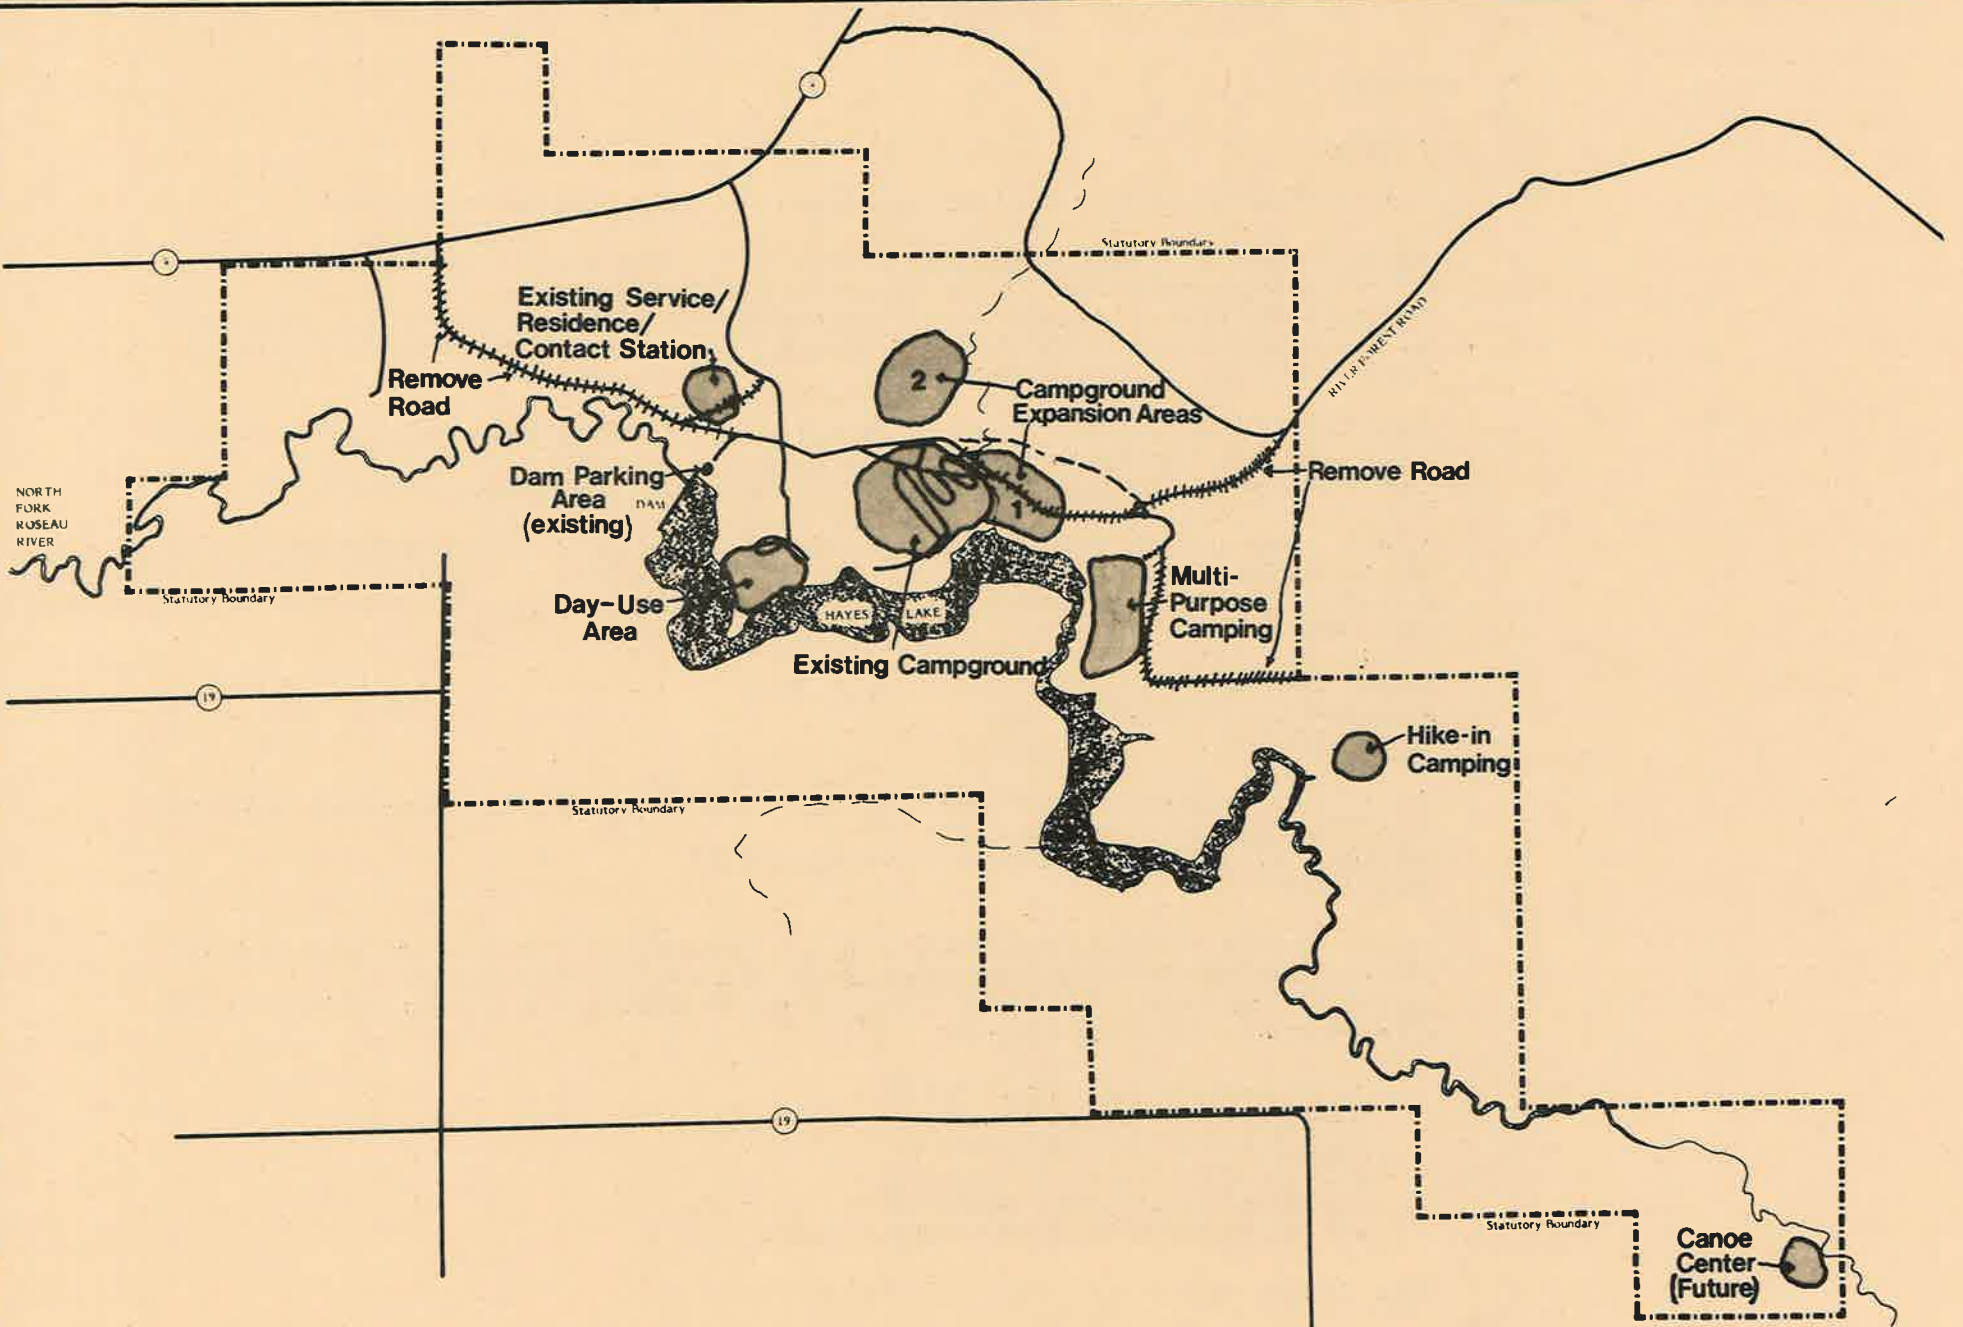 Statutory Boundary
Existing Service/
Residence/
Contact Station
Remove
Road
2
Campground
Expansion Areas
RIVER FOREST ROAD
Dam Parking
Area
(existing)
DAM
1
Remove Road
NORTH
FORK
ROSEAU
RIVER
Statutory Boundary
Day-Use
Area
HAYES LAKE
Multi-
Purpose
Camping
Existing Campground
19
Hike-in
Camping
Statutory Boundary
19
Statutory Boundary
Canoe
Center
(Future)